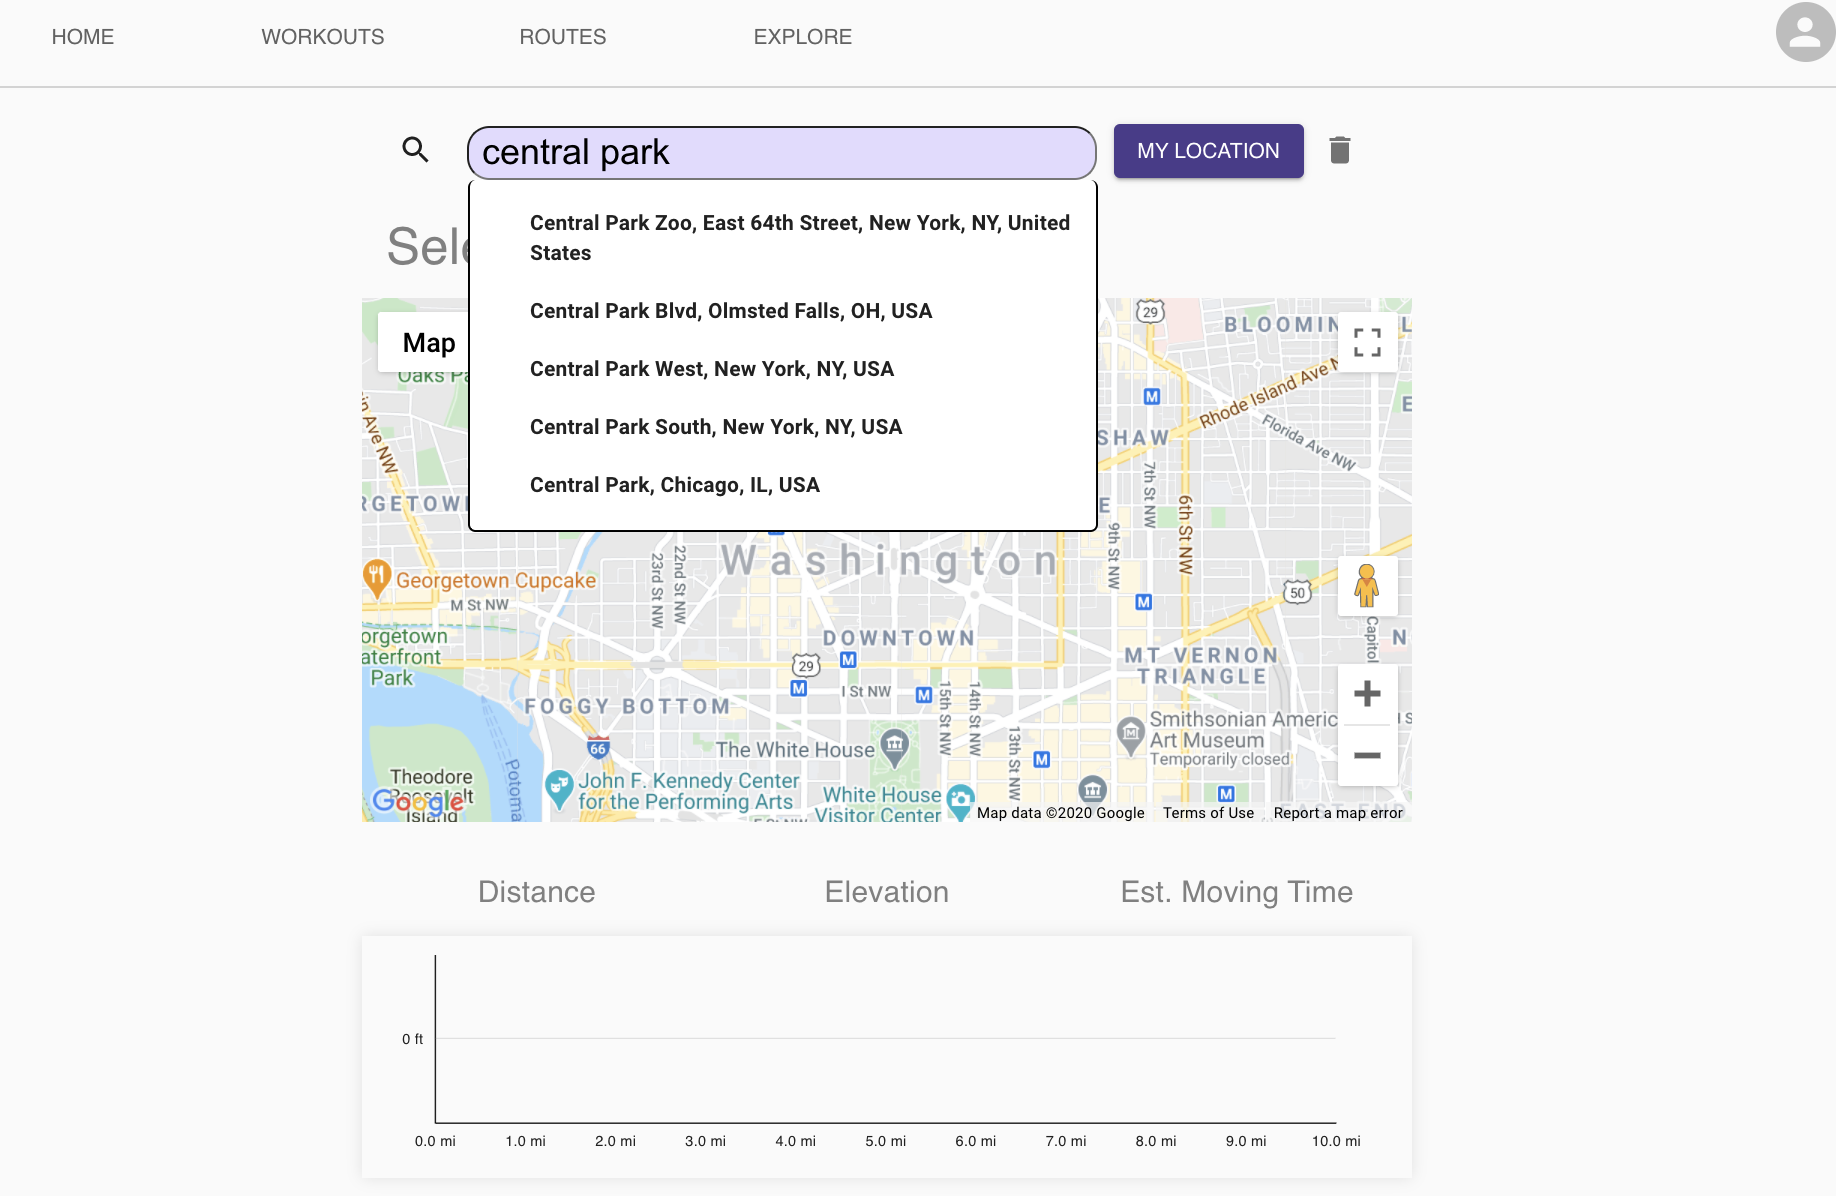 HOME WORKOUTS ROUTES EXPLORE
central park
MY LOCATION
Central Park Zoo, East 64th Street, New York, NY, United
States
Central Park Blvd, Olmsted Falls, OH, USA
Central Park West, New York, NY, USA
Central Park South, New York, NY, USA
Central Park, Chicago, IL, USA
Sele
Map
Oaks Pa
29
BLOOMIN
L
Rhode Island Ave N
Florida Ave NW
E
SHAW
in Ave NW
7th St NW
6th St NW
RGETOW
E
9th St NW
Washington
Georgetown Cupcake
23rd St NW
22nd St NW
M St NW
50
orgetown
aterfront
Park
DOWNTOWN
Capitol
N
29
MT VERNON
TRIANGLE
I St NW
15th St NW
14th St NW
FOGGY BOTTOM
Smithsonian Americ
Art Museum
Temporarily closed
S
66
The White House
13th St NW
Theodore
Roosevelt
Island
Potoma
John F. Kennedy Center
for the Performing Arts
White House
Visitor Center
E St NW
EAST END
Google
Map data ©2020 Google Terms of Use Report a map error
Distance Elevation Est. Moving Time
0 ft
0.0 mi 1.0 mi 2.0 mi 3.0 mi 4.0 mi 5.0 mi 6.0 mi 7.0 mi 8.0 mi 9.0 mi 10.0 mi